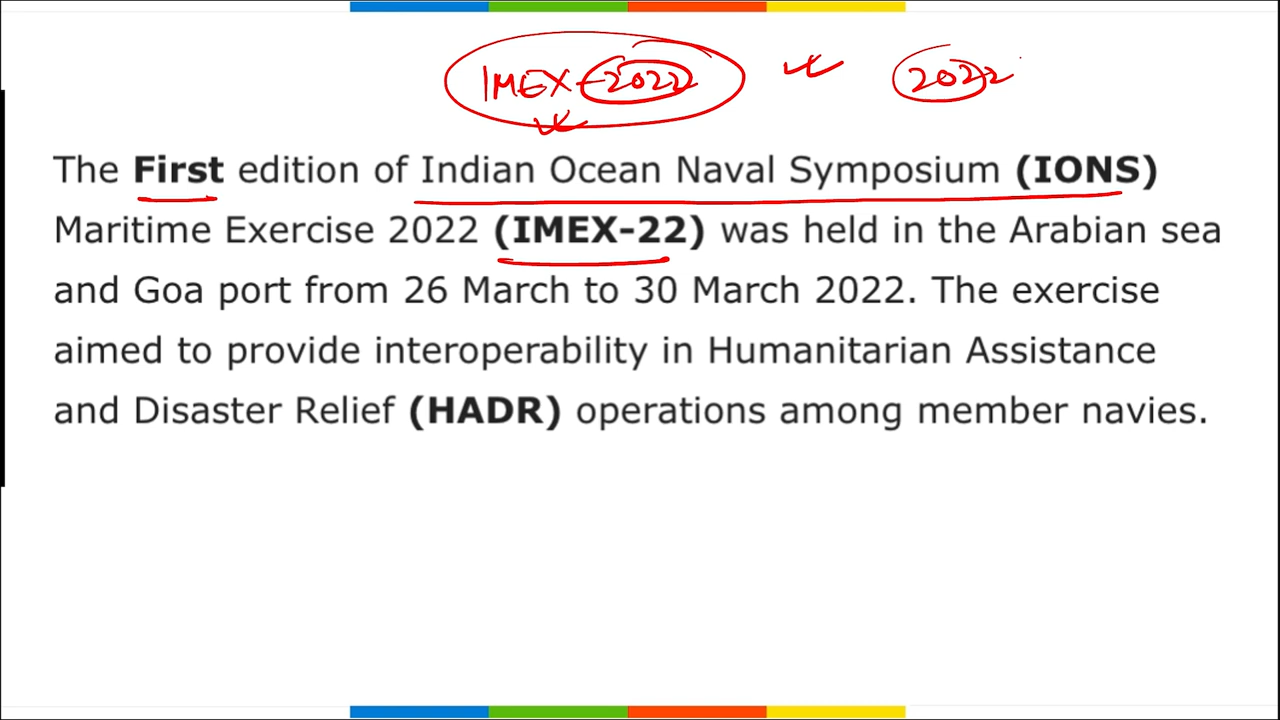 IMEX-2022 2022
The First edition of Indian Ocean Naval Symposium (IONS)
Maritime Exercise 2022 (IMEX-22) was held in the Arabian sea
and Goa port from 26 March to 30 March 2022. The exercise
aimed to provide interoperability in Humanitarian Assistance
and Disaster Relief (HADR) operations among member navies.